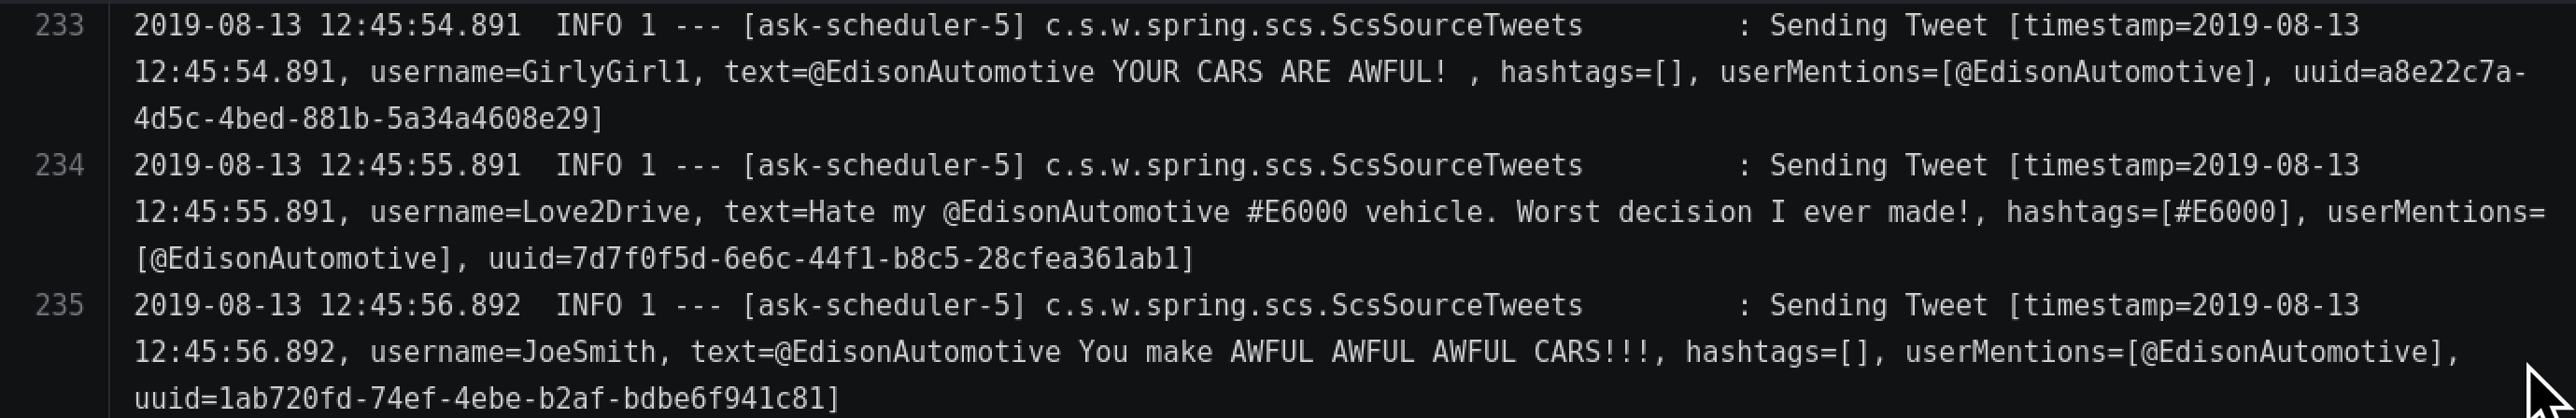 233 2019-08-13 12:45:54.891  INFO 1 --- [ask-scheduler-5] c.s.w.spring.scs.ScsSourceTweets         : Sending Tweet [timestamp=2019-08-13
12:45:54.891, username=GirlyGirl1, text=@EdisonAutomotive YOUR CARS ARE AWFUL! , hashtags=[], userMentions=[@EdisonAutomotive], uuid=a8e22c7a-
4d5c-4bed-881b-5a34a4608e29]
234 2019-08-13 12:45:55.891  INFO 1 --- [ask-scheduler-5] c.s.w.spring.scs.ScsSourceTweets         : Sending Tweet [timestamp=2019-08-13
12:45:55.891, username=Love2Drive, text=Hate my @EdisonAutomotive #E6000 vehicle. Worst decision I ever made!, hashtags=[#E6000], userMentions=
[@EdisonAutomotive], uuid=7d7f0f5d-6e6c-44f1-b8c5-28cfea361ab1]
235 2019-08-13 12:45:56.892  INFO 1 --- [ask-scheduler-5] c.s.w.spring.scs.ScsSourceTweets         : Sending Tweet [timestamp=2019-08-13
12:45:56.892, username=JoeSmith, text=@EdisonAutomotive You make AWFUL AWFUL AWFUL CARS!!!, hashtags=[], userMentions=[@EdisonAutomotive],
uuid=1ab720fd-74ef-4ebe-b2af-bdbe6f941c81]